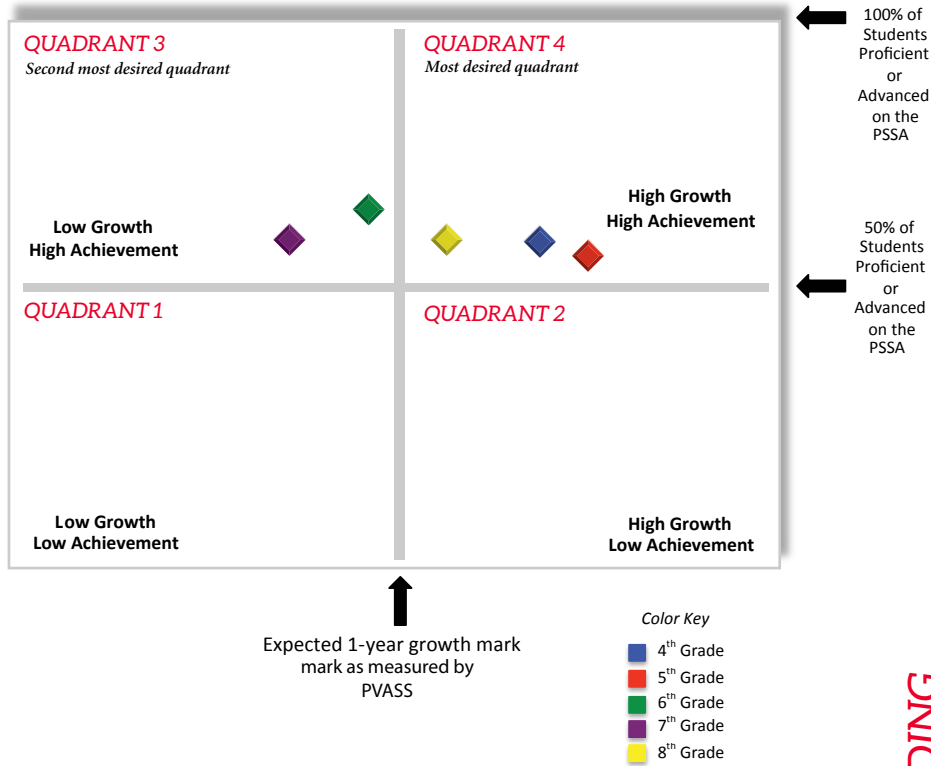 QUADRANT 3
Second most desired quadrant
QUADRANT 4
Most desired quadrant
100% of
Students
Proficient
or
Advanced
on the
PSSA
Low Growth
High Achievement
High Growth
High Achievement
50% of
Students
Proficient
or
Advanced
on the
PSSA
QUADRANT 1
QUADRANT 2
Low Growth
Low Achievement
High Growth
Low Achievement
Expected 1-year growth mark
mark as measured by
PVASS
Color Key
4th Grade
5th Grade
6th Grade
7th Grade
8th Grade